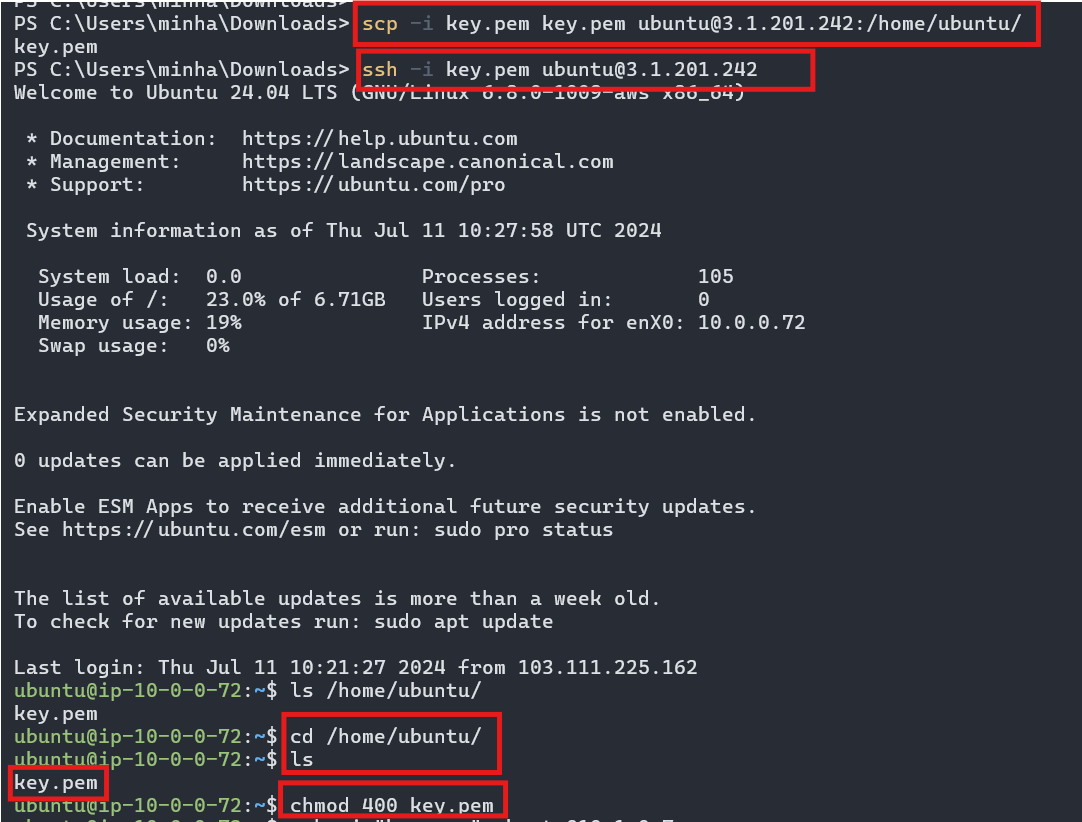 PS C:\Users\minha\Downloads>
PS C:\Users\minha\Downloads> scp -i key.pem key.pem ubuntu@3.1.201.242:/home/ubuntu/
key.pem
PS C:\Users\minha\Downloads> ssh -i key.pem ubuntu@3.1.201.242
Welcome to Ubuntu 24.04 LTS (GNU/Linux 6.8.0-1009-aws x86_64)
* Documentation: https://help.ubuntu.com
* Management: https://landscape.canonical.com
* Support: https://ubuntu.com/pro
System information as of Thu Jul 11 10:27:58 UTC 2024
System load: 0.0 Processes: 105
Usage of /: 23.0% of 6.71GB Users logged in: 0
Memory usage: 19% IPv4 address for enX0: 10.0.0.72
Swap usage: 0%
Expanded Security Maintenance for Applications is not enabled.
0 updates can be applied immediately.
Enable ESM Apps to receive additional future security updates.
See https://ubuntu.com/esm or run: sudo pro status
The list of available updates is more than a week old.
To check for new updates run: sudo apt update
Last login: Thu Jul 11 10:21:27 2024 from 103.111.225.162
ubuntu@ip-10-0-0-72:~$ ls /home/ubuntu/
key.pem
ubuntu@ip-10-0-0-72:~$ cd /home/ubuntu/
ubuntu@ip-10-0-0-72:~$ ls
key.pem
ubuntu@ip-10-0-0-72:~$ chmod 400 key.pem